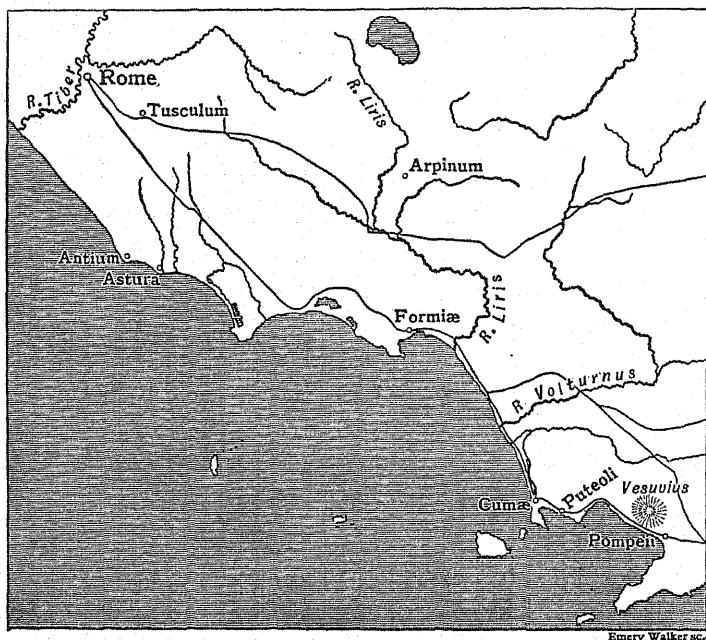 R. Tiber
Rome
Tusculum
R. Liris
Arpinum
Antium
Astura
Formiæ
R. Liris
R. Volturnus
Cumæ
Puteoli
Vesuvius
Pompeii
Emery Walker sc.